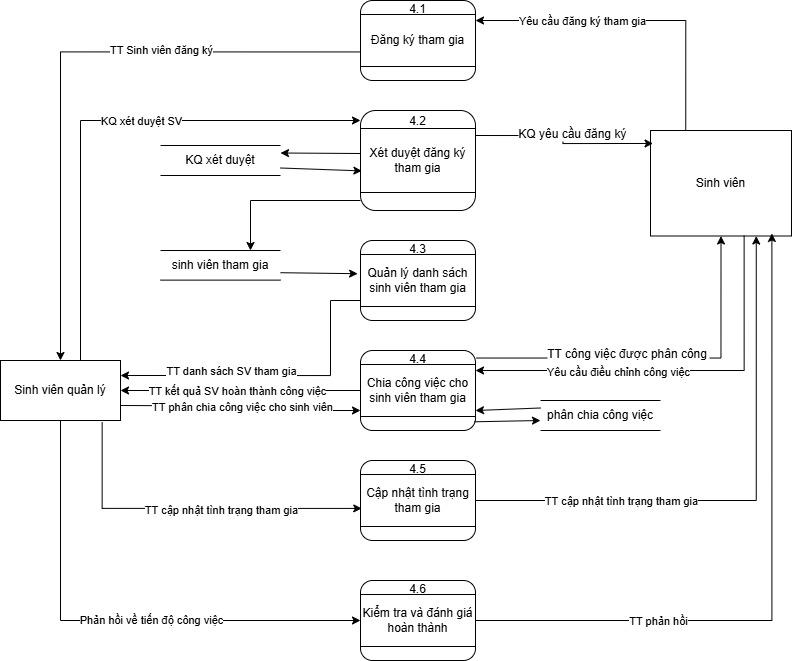 4.1
Yêu cầu đăng ký tham gia
Đăng ký tham gia
TT Sinh viên đăng ký
KQ xét duyệt SV
4.2
KQ yêu cầu đăng ký
Xét duyệt đăng ký
tham gia
KQ xét duyệt
Sinh viên
4.3
sinh viên tham gia
Quản lý danh sách
sinh viên tham gia
4.4
TT công việc được phân công
TT danh sách SV tham gia
Yêu cầu điều chỉnh công việc
Sinh viên quản lý
Chia công việc cho
sinh viên tham gia
TT kết quả SV hoàn thành công việc
TT phân chia công việc cho sinh viên
phân chia công việc
4.5
Cập nhật tình trạng
tham gia
TT cập nhật tình trạng tham gia
TT cập nhật tình trạng tham gia
4.6
Kiểm tra và đánh giá
hoàn thành
Phản hồi về tiến độ công việc
TT phản hồi